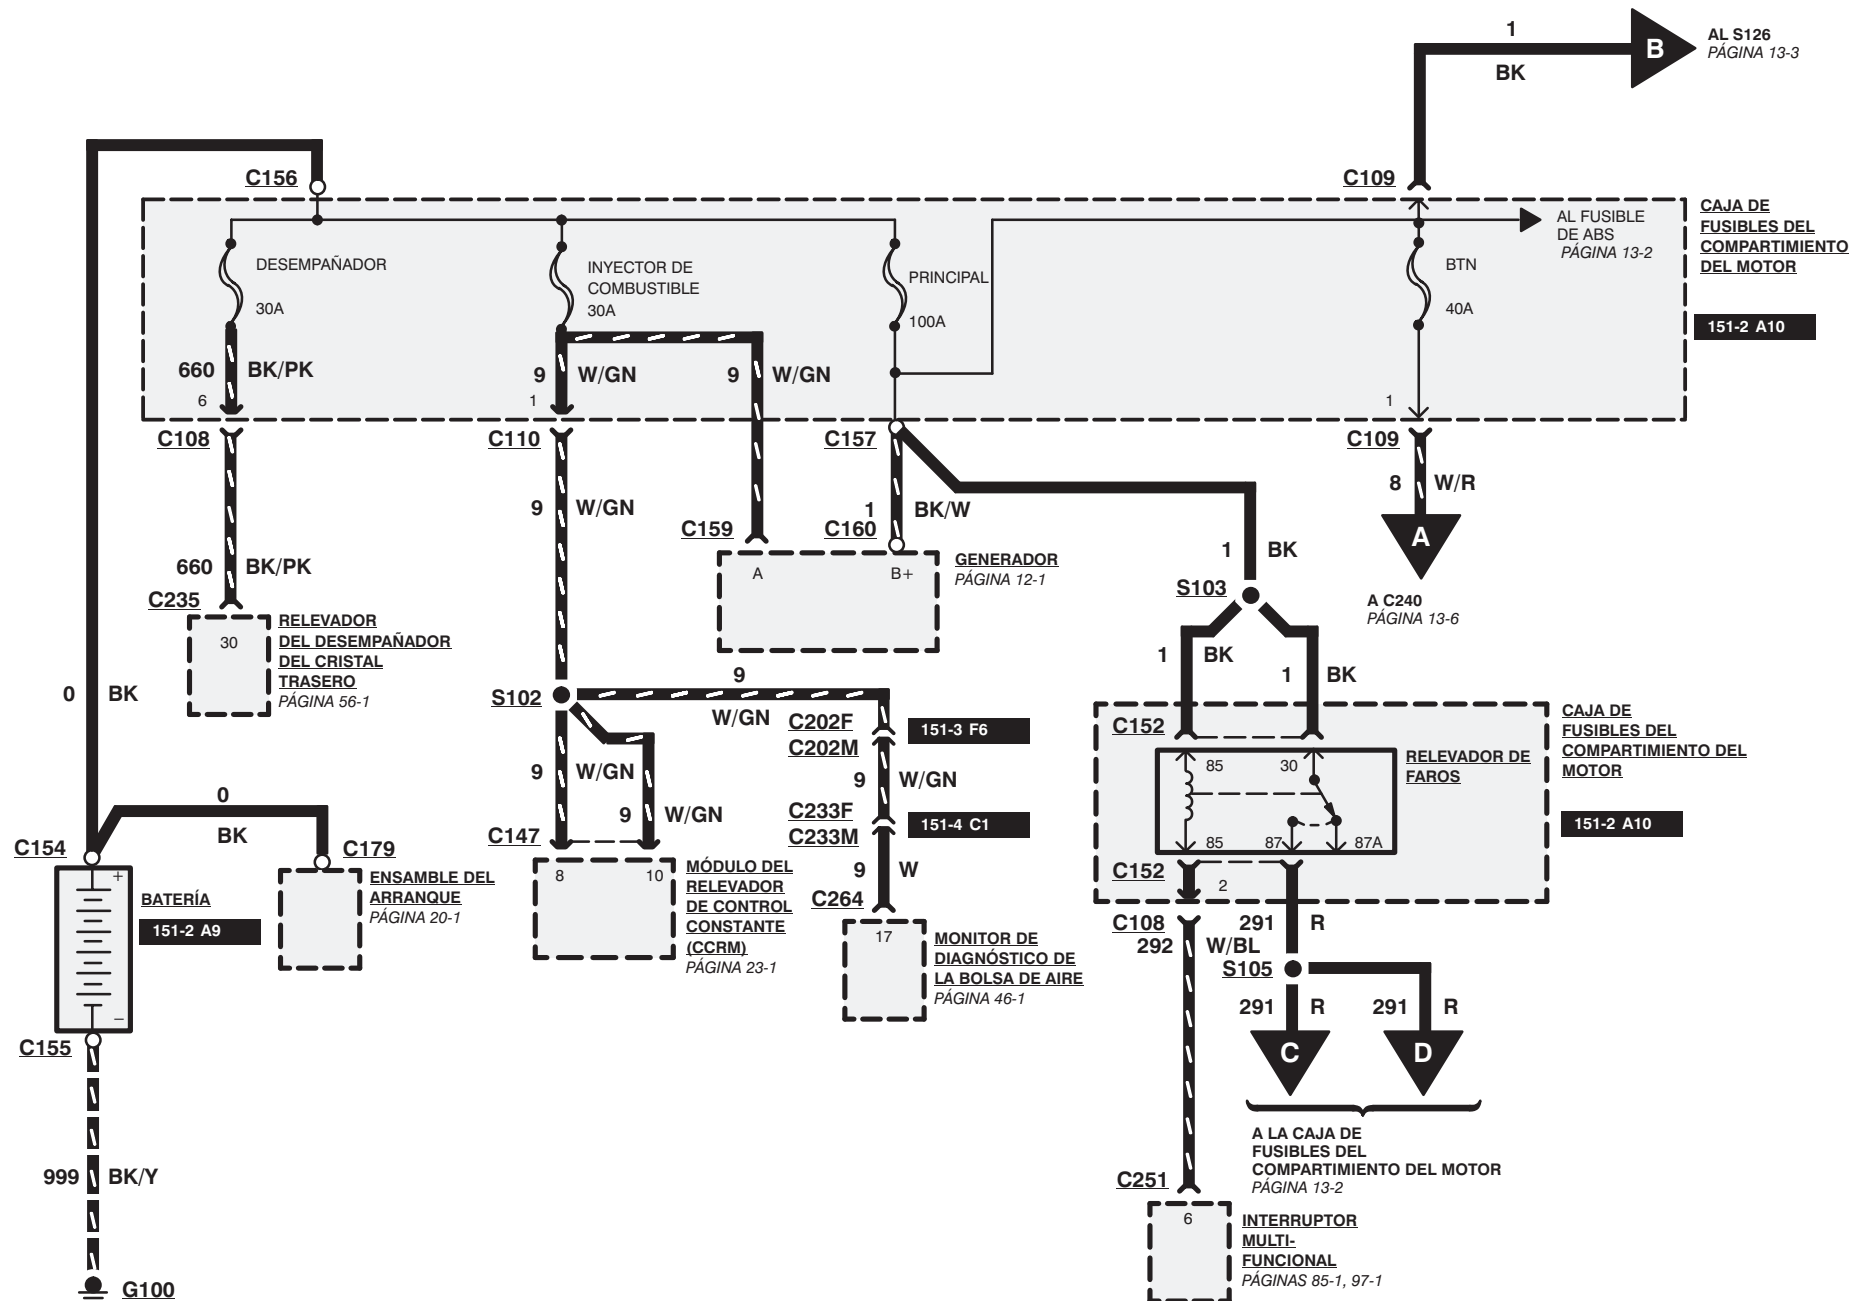 1
B
AL S126
PÁGINA 13-3
BK
C156
C109
CAJA DE
FUSIBLES DEL
COMPARTIMIENTO
DEL MOTOR
151-2 A10
AL FUSIBLE
DE ABS
PÁGINA 13-2
DESEMPAÑADOR
30A
INYECTOR DE
COMBUSTIBLE
30A
PRINCIPAL
100A
BTN
40A
660 BK/PK
6
9 W/GN
1
9 W/GN
1
C108
C110
C157
C109
9 W/GN
1 BK/W
8 W/R
C159
C160
A
A C240
PÁGINA 13-6
660 BK/PK
C235
30
RELEVADOR
DEL DESEMPAÑADOR
DEL CRISTAL
TRASERO
PÁGINA 56-1
A
B+
GENERADOR
PÁGINA 12-1
1 BK
S103
1 BK
1 BK
0 BK
S102
9
W/GN
C202F
C202M
151-3 F6
9 W/GN
9 W/GN
9 W/GN
C233F
C233M
151-4 C1
9 W
C264
17
MONITOR DE
DIAGNÓSTICO DE
LA BOLSA DE AIRE
PÁGINA 46-1
C147
8
10
MÓDULO DEL
RELEVADOR
DE CONTROL
CONSTANTE
(CCRM)
PÁGINA 23-1
C152
85
30
RELEVADOR DE
FAROS
CAJA DE
FUSIBLES DEL
COMPARTIMIENTO DEL
MOTOR
151-2 A10
85
87
87A
C152
2
C108
292 W/BL
291 R
S105
291 R
291 R
C
D
A LA CAJA DE
FUSIBLES DEL
COMPARTIMIENTO DEL MOTOR
PÁGINA 13-2
C251
6
INTERRUPTOR
MULTI-
FUNCIONAL
PÁGINAS 85-1, 97-1
0
BK
C154
C179
+
BATERÍA
151-2 A9
ENSAMBLE DEL
ARRANQUE
PÁGINA 20-1
−
C155
999 BK/Y
G100